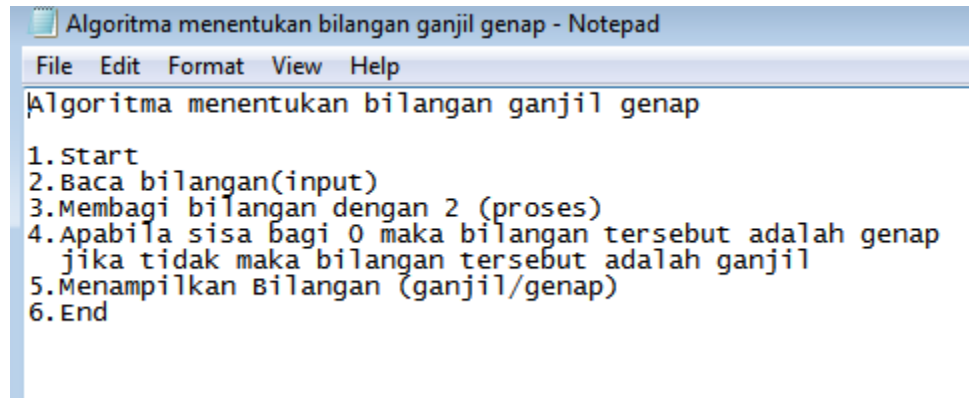 Algoritma menentukan bilangan ganjil genap - Notepad
File Edit Format View Help
Algoritma menentukan bilangan ganjil genap
1.Start
2.Baca bilangan(input)
3.Membagi bilangan dengan 2 (proses)
4.Apabila sisa bagi 0 maka bilangan tersebut adalah genap
jika tidak maka bilangan tersebut adalah ganjil
5.Menampilkan Bilangan (ganjil/genap)
6.End